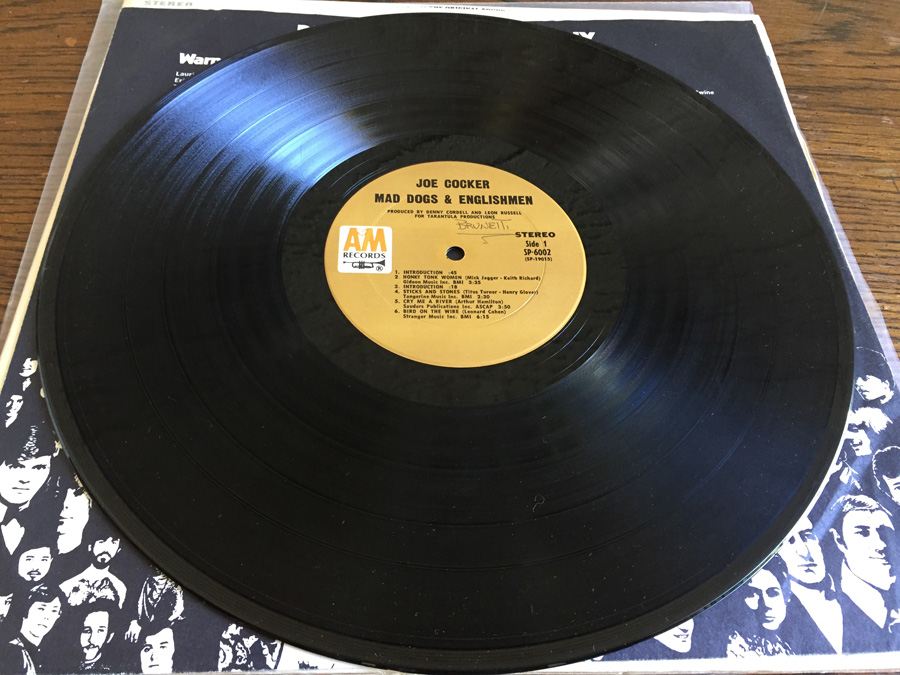 STEREO
Warn
Lauri
wine
JOE COCKER
MAD DOGS & ENGLISHMEN
PRODUCED BY DENNY CORDELL AND LEON RUSSELL
FOR TARANTULA PRODUCTIONS
BRUNETTI
STEREO
Side 1
SP-6002
(SP-19015)
A&M
RECORDS
®
1. INTRODUCTION :45
2. HONKY TONK WOMEN (Mick Jagger - Keith Richard)
Gideon Music Inc. BMI 3:35
3. INTRODUCTION :18
4. STICKS AND STONES (Titus Turner - Henry Glover)
Tangerine Music Inc. BMI 2:30
5. CRY ME A RIVER (Arthur Hamilton)
Saunders Publications Inc. ASCAP 3:50
6. BIRD ON THE WIRE (Leonard Cohen)
Stranger Music Inc. BMI 6:15